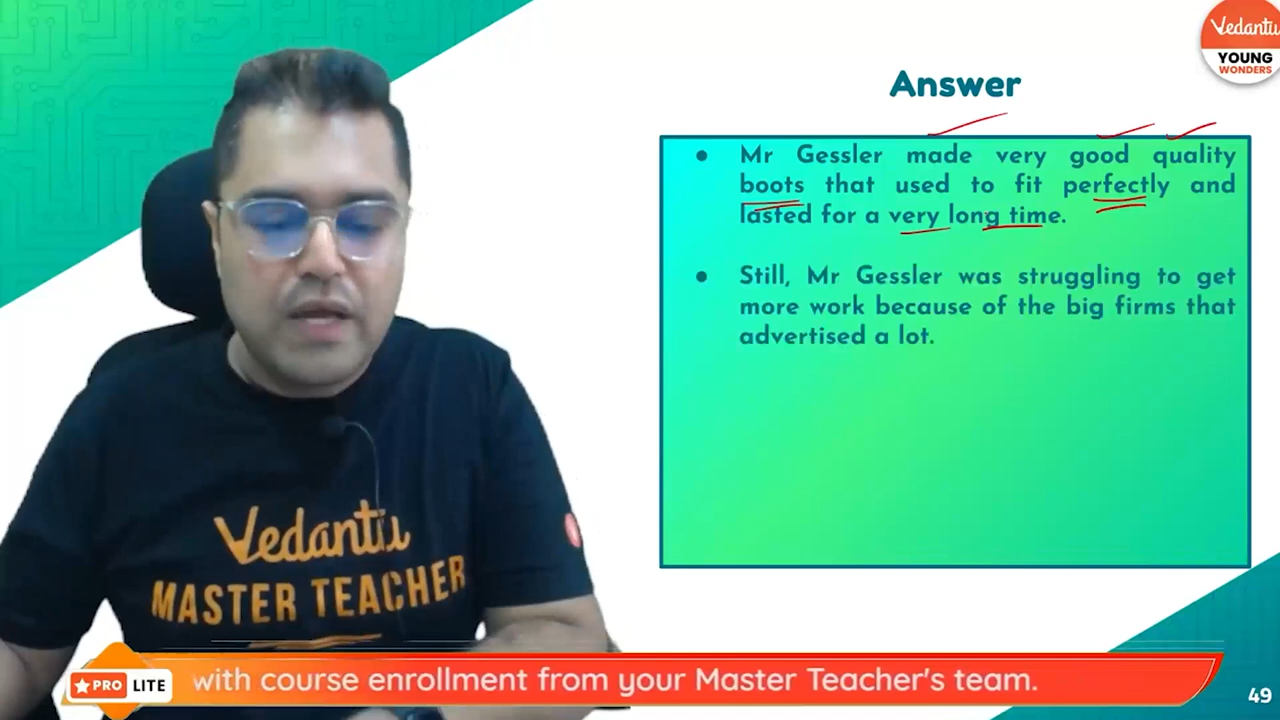 Vedantu
YOUNG
WONDERS
Answer
• Mr Gessler made very good quality
boots that used to fit perfectly and
lasted for a very long time.
• Still, Mr Gessler was struggling to get
more work because of the big firms that
advertised a lot.
Vedantu
MASTER TEACHER
PRO LITE
with course enrollment from your Master Teacher's team.
49